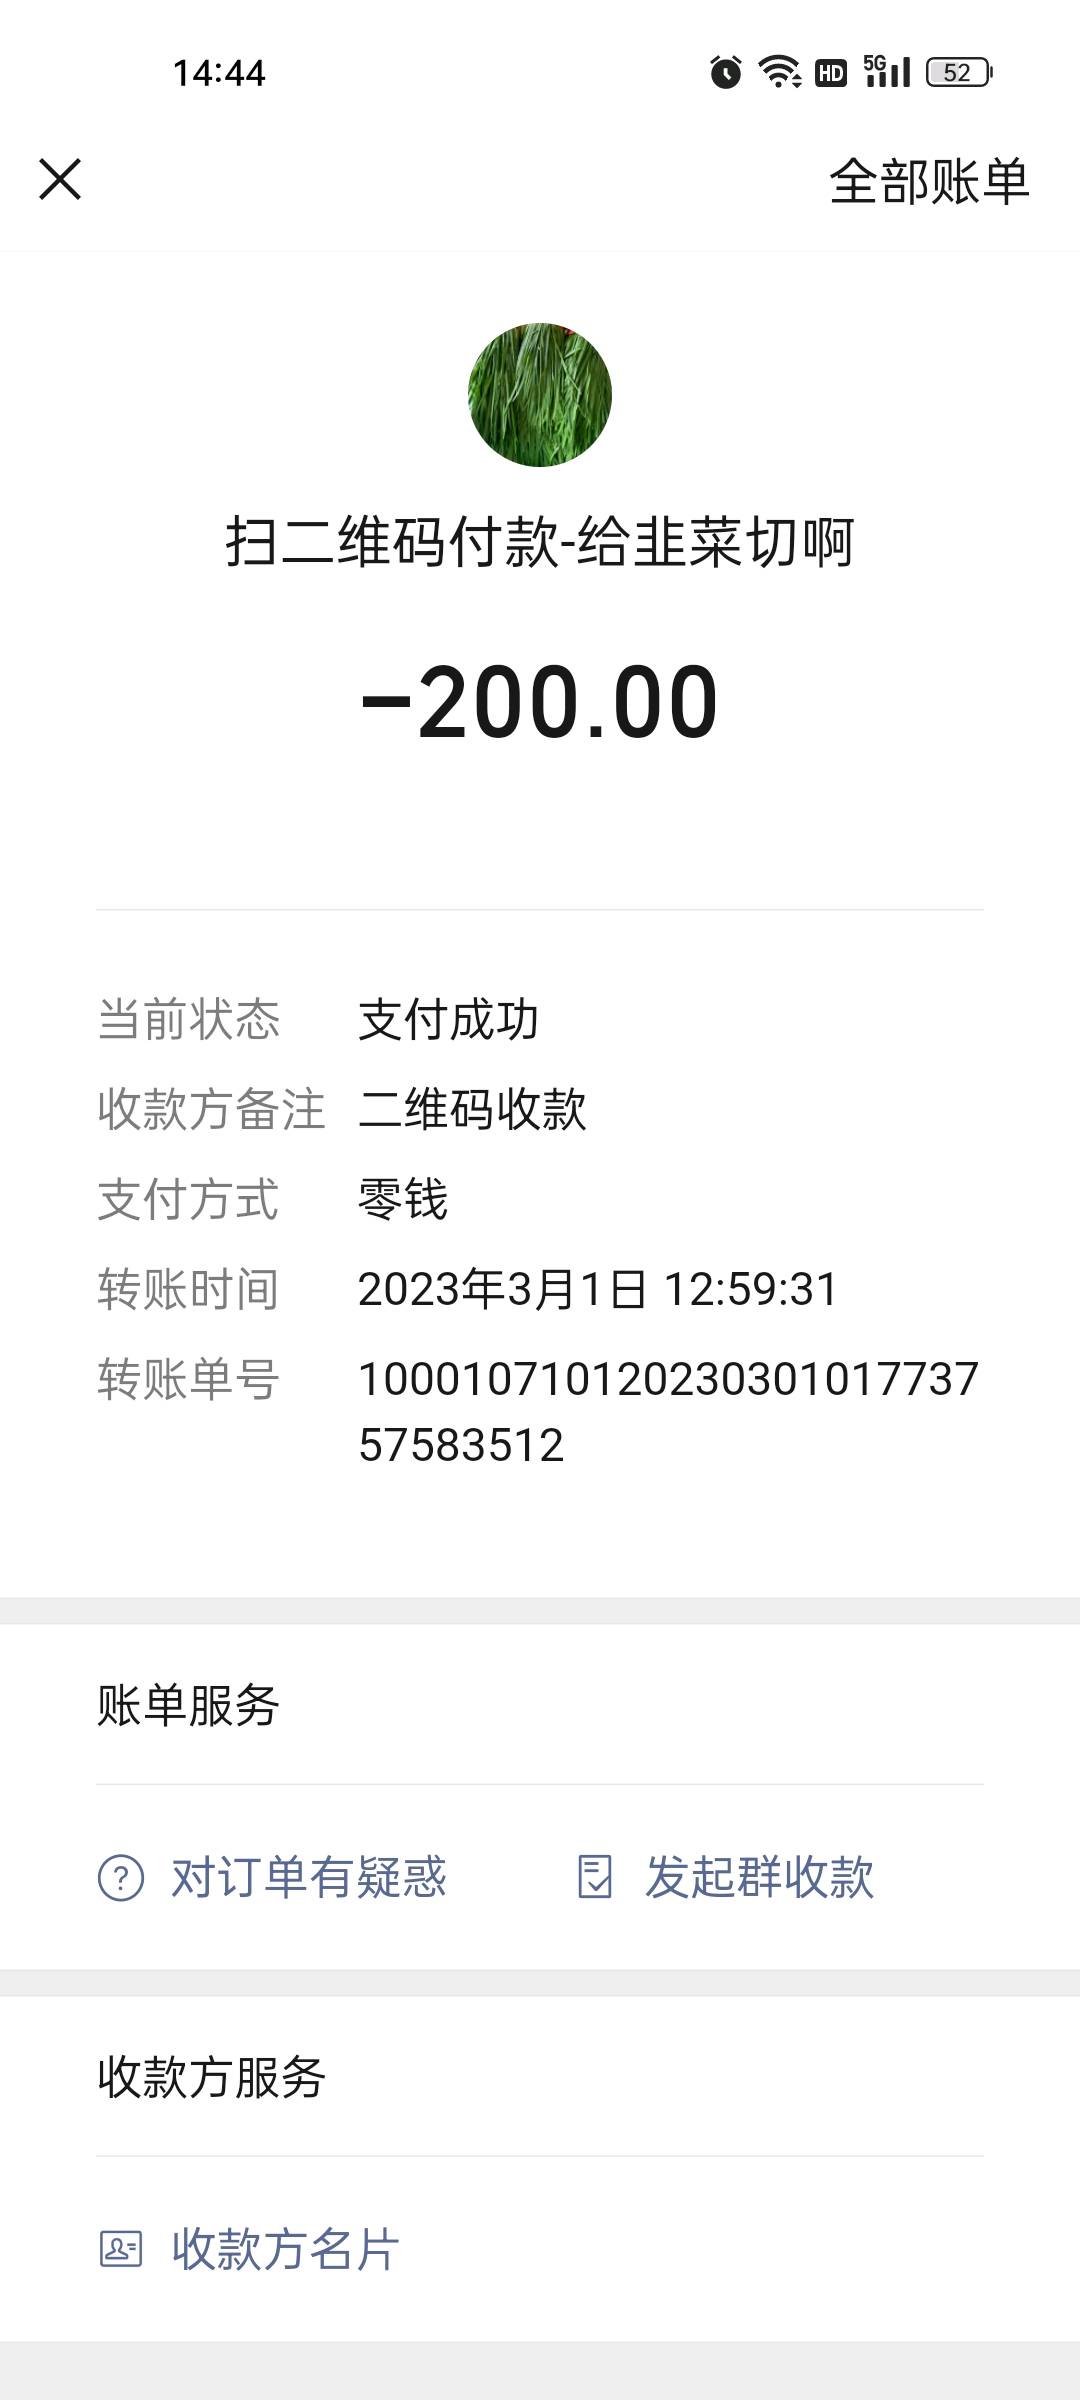 14:44
HD 5G 52
全部账单
扫二维码付款-给韭菜切啊
-200.00
当前状态 支付成功
收款方备注 二维码收款
支付方式 零钱
转账时间 2023年3月1日 12:59:31
转账单号 100010710120230301017737
57583512
账单服务
? 对订单有疑惑 发起群收款
收款方服务
收款方名片